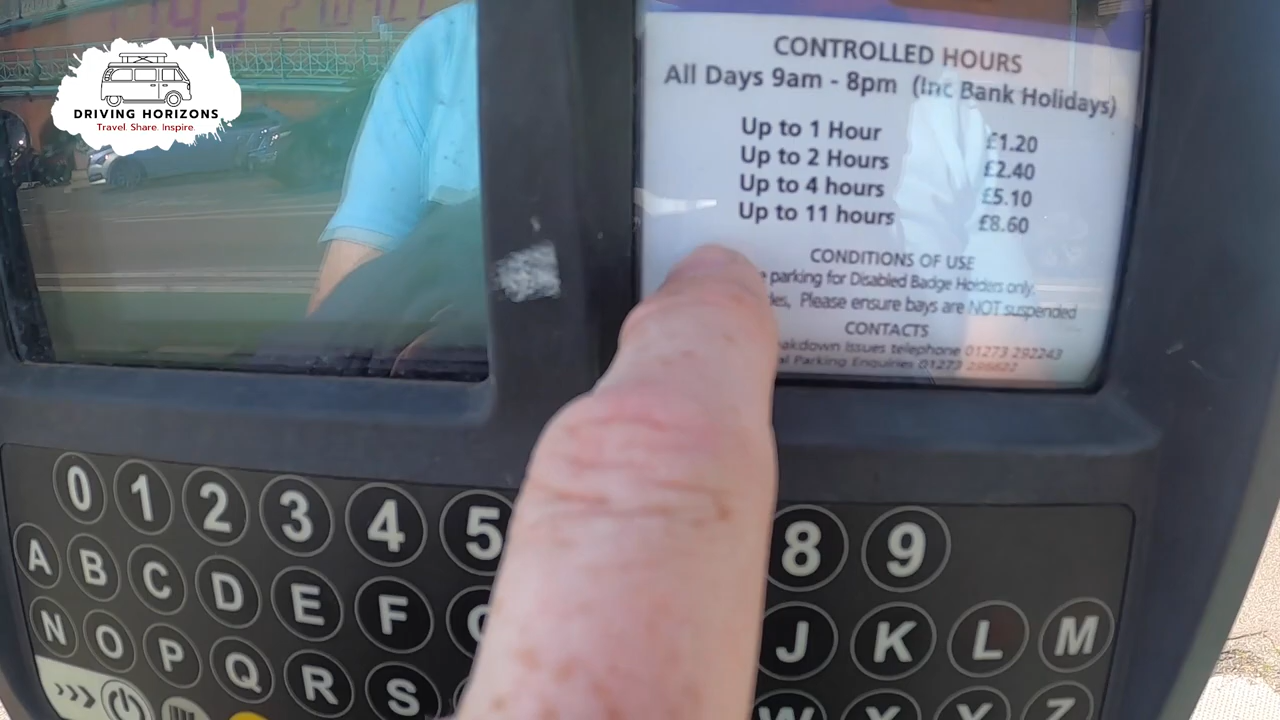 DRIVING HORIZONS
Travel. Share. Inspire.
CONTROLLED HOURS
All Days 9am - 8pm (Inc Bank Holidays)
Up to 1 Hour £1.20
Up to 2 Hours £2.40
Up to 4 hours £5.10
Up to 11 hours £8.60
CONDITIONS OF USE
parking for Disabled Badge Holders only.
Please ensure bays are NOT suspended
CONTACTS
Issues telephone 01273 292243
Parking Enquiries 01273
0 1 2 3 4 5 8 9
A B C D E F J K L M
N O P Q R S W X Y Z